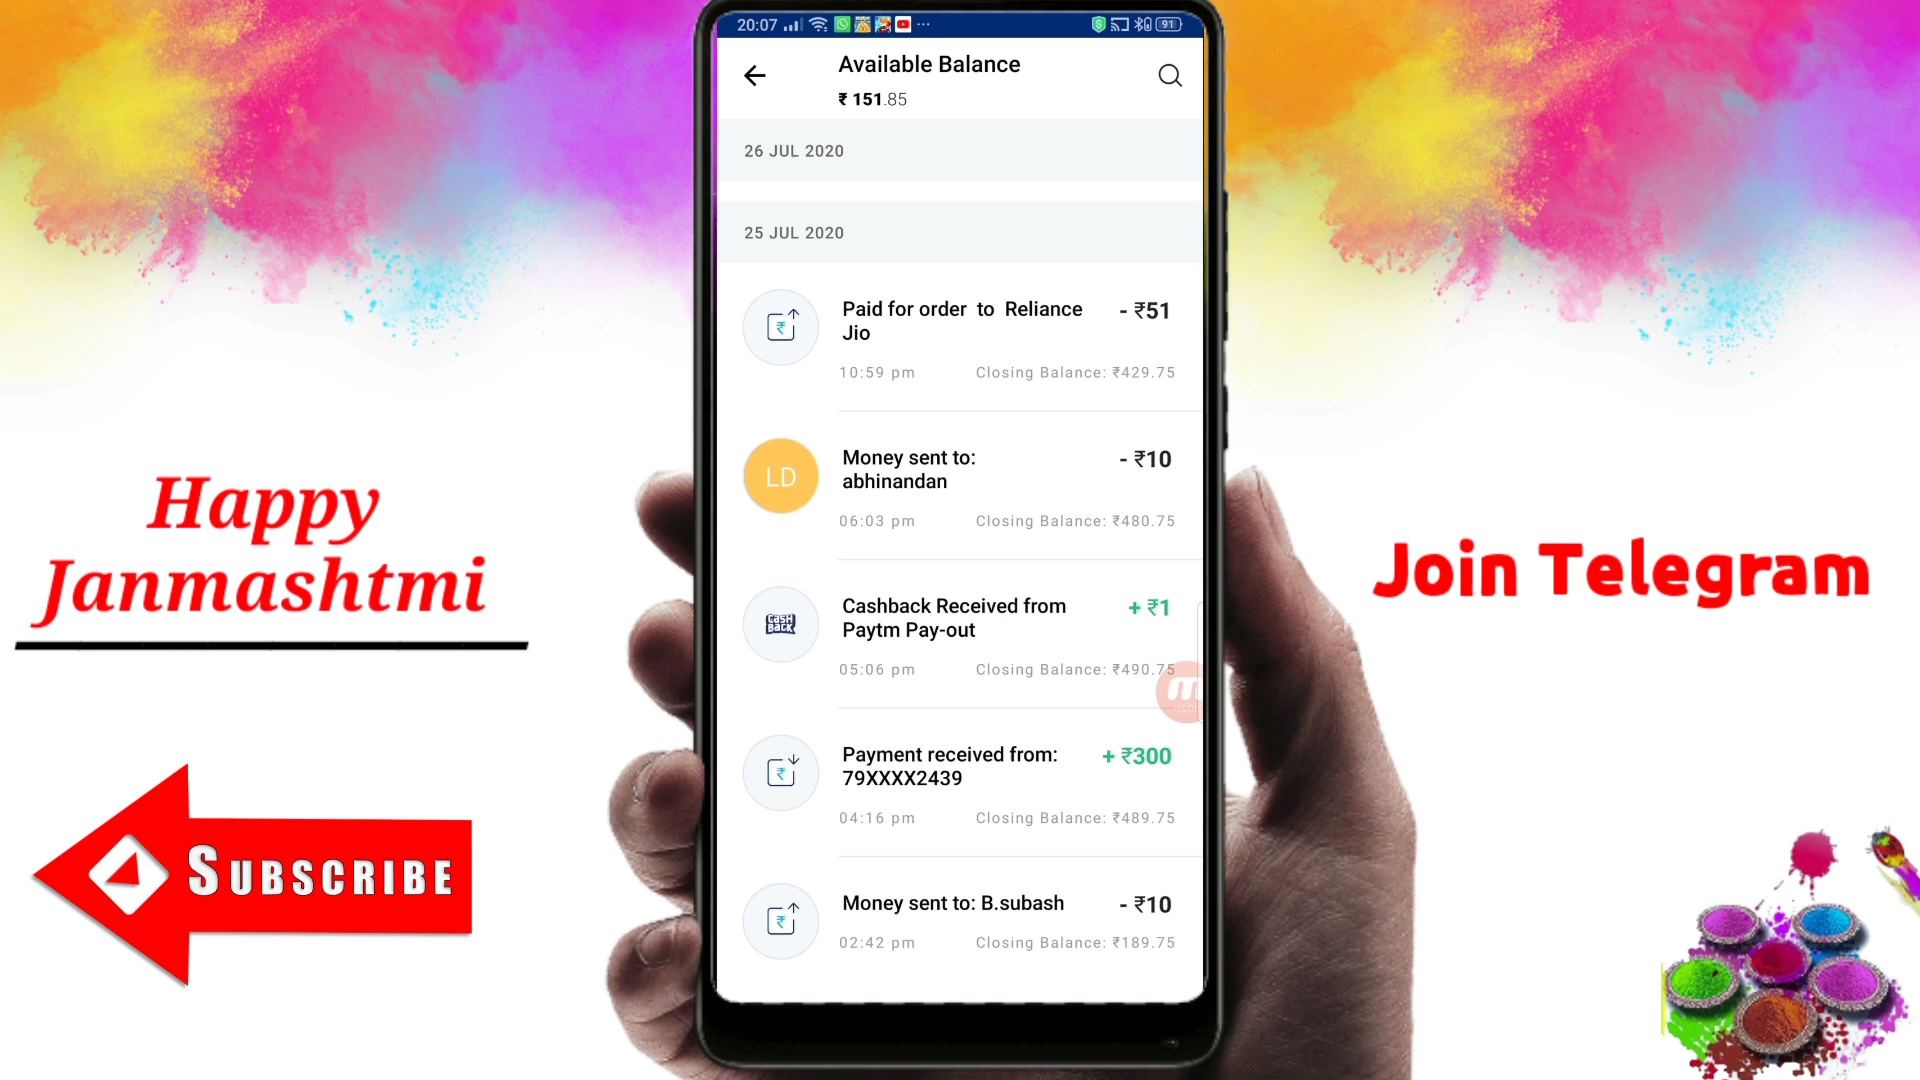 20:07
91
Available Balance
₹ 151.85
26 JUL 2020
25 JUL 2020
Paid for order to Reliance
Jio
- ₹51
10:59 pm
Closing Balance: ₹429.75
LD
Money sent to:
abhinandan
- ₹10
06:03 pm
Closing Balance: ₹480.75
CASH
BACK
Cashback Received from
Paytm Pay-out
+ ₹1
05:06 pm
Closing Balance: ₹490.75
Payment received from:
79XXXX2439
+ ₹300
04:16 pm
Closing Balance: ₹489.75
Money sent to: B.subash
- ₹10
02:42 pm
Closing Balance: ₹189.75
Happy
Janmashtmi
SUBSCRIBE
Join Telegram